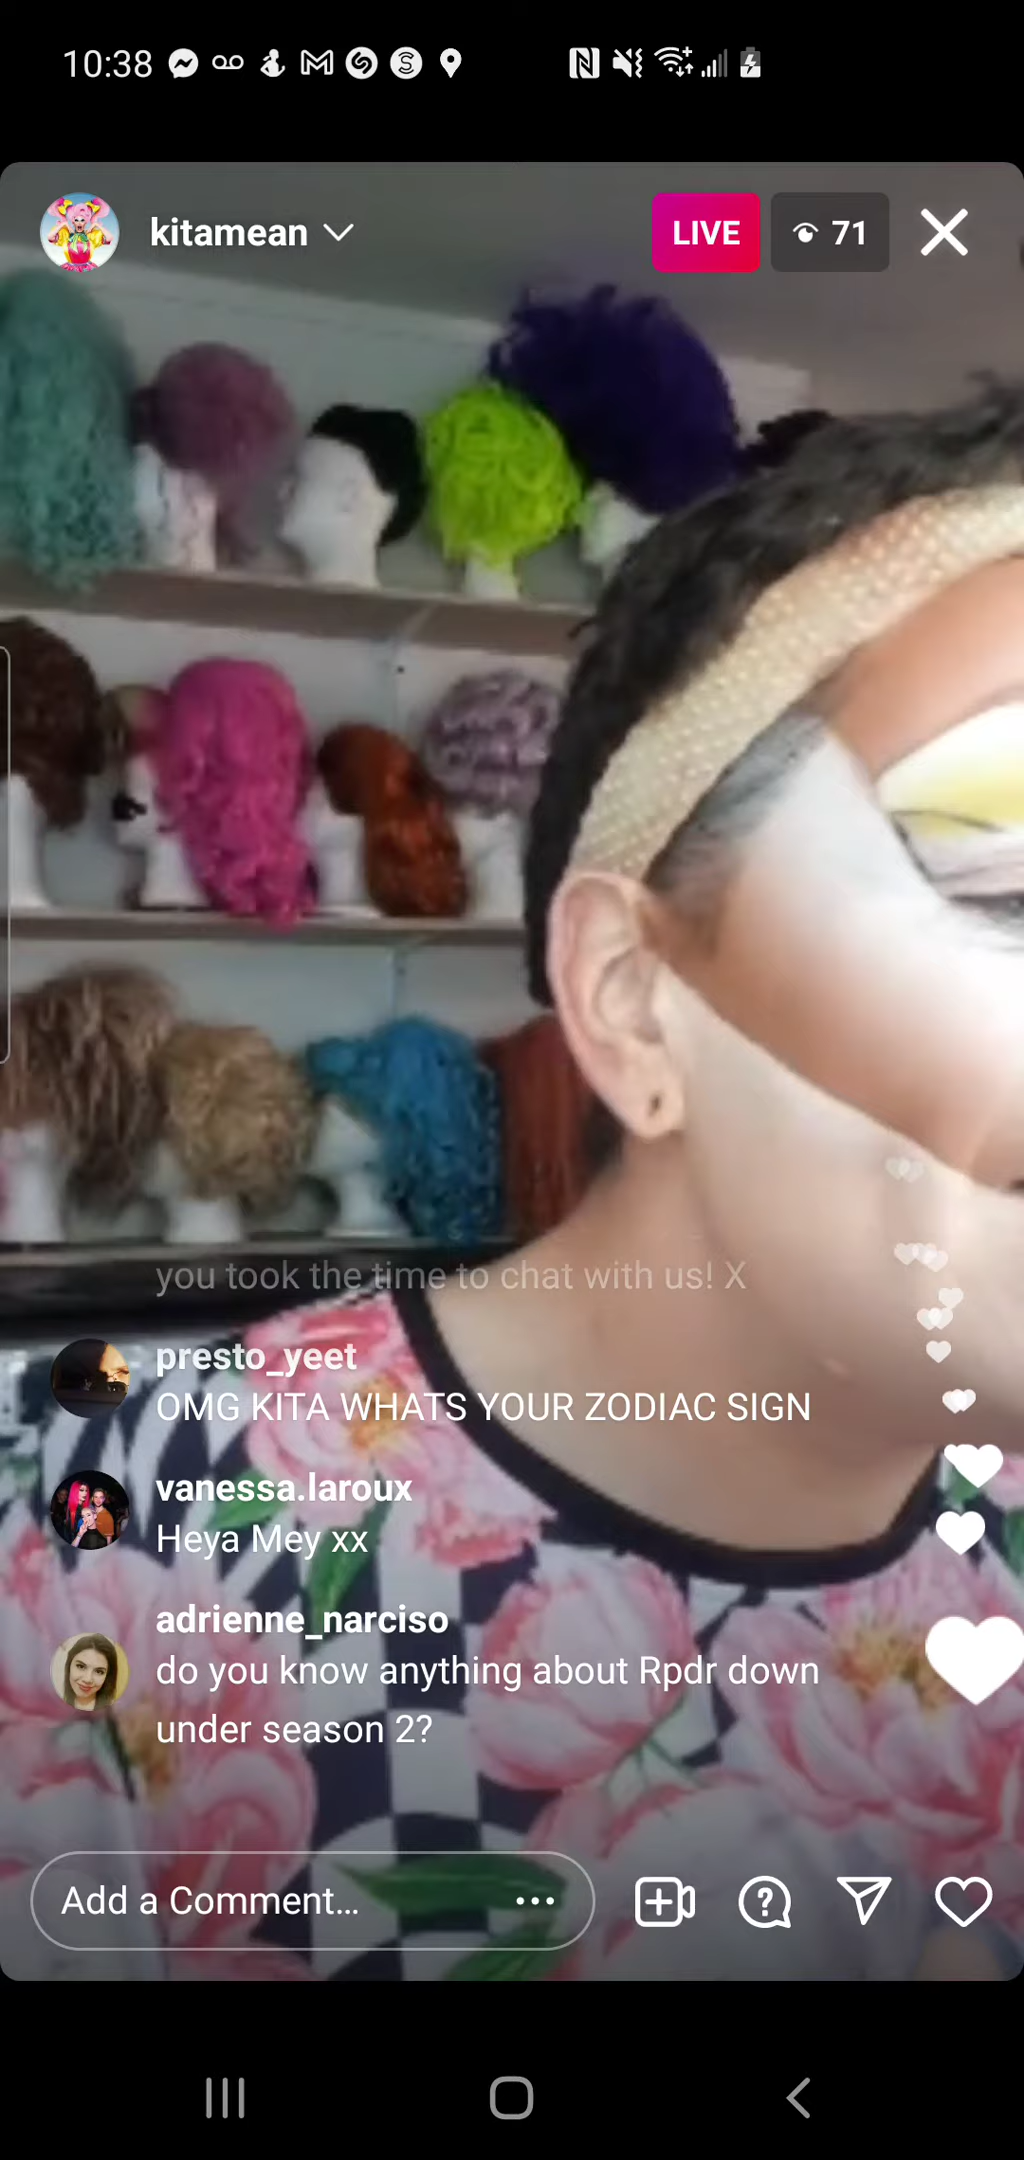 10:38
kitamean
LIVE
71
you took the time to chat with us! X
presto_yeet
OMG KITA WHATS YOUR ZODIAC SIGN
vanessa.laroux
Heya Mey xx
adrienne_narciso
do you know anything about Rpdr down
under season 2?
Add a Comment...